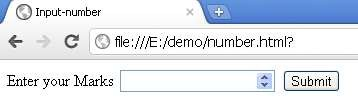 Input-number
file:///E:/demo/number.html?
Enter your Marks Submit